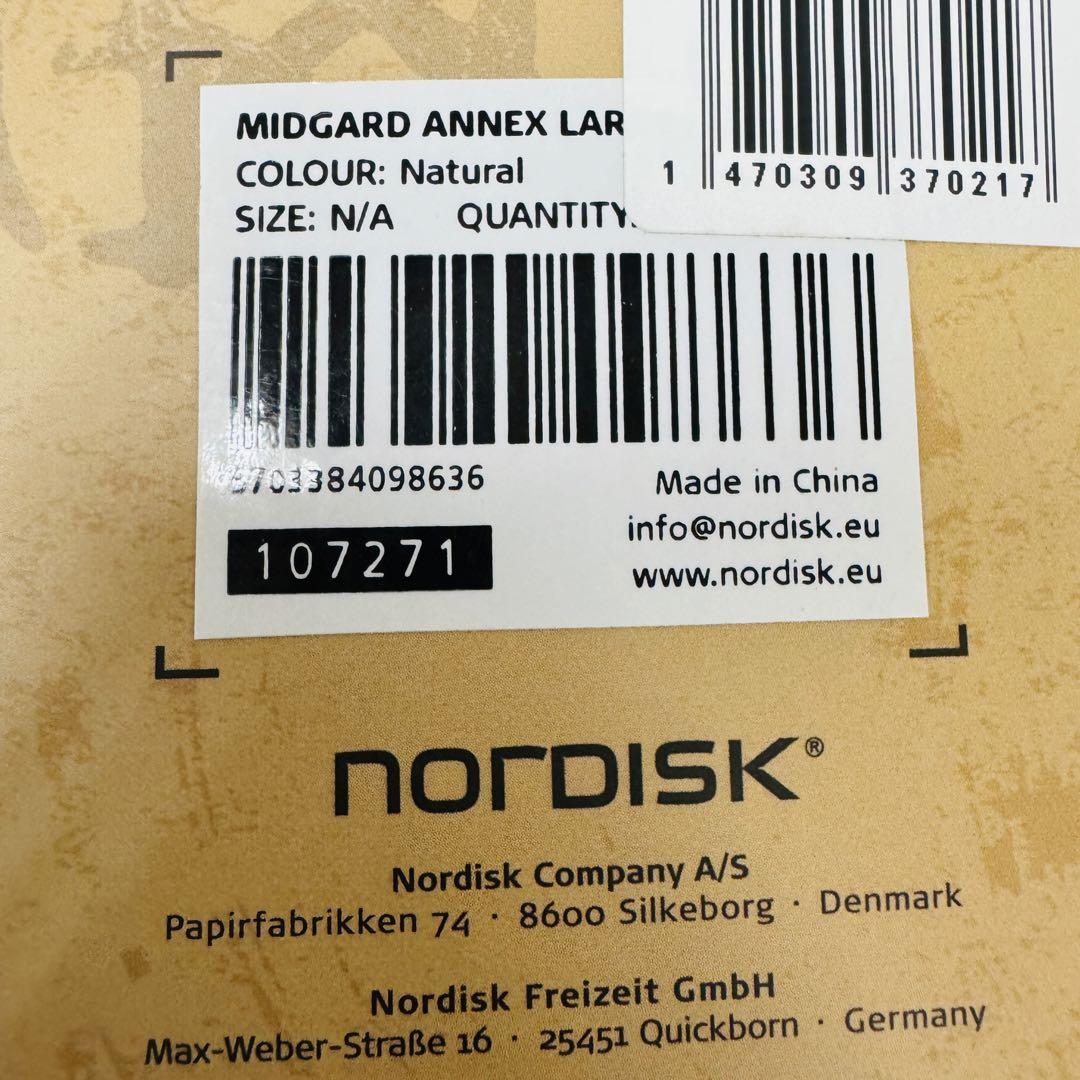 MIDGARD ANNEX LAR
COLOUR: Natural
SIZE: N/A QUANTITY:
1 470309 370217
5703384098636
107271
Made in China
info@nordisk.eu
www.nordisk.eu
nordisk®
Nordisk Company A/S
Papirfabrikken 74 · 8600 Silkeborg · Denmark
Nordisk Freizeit GmbH
Max-Weber-Straße 16 · 25451 Quickborn · Germany